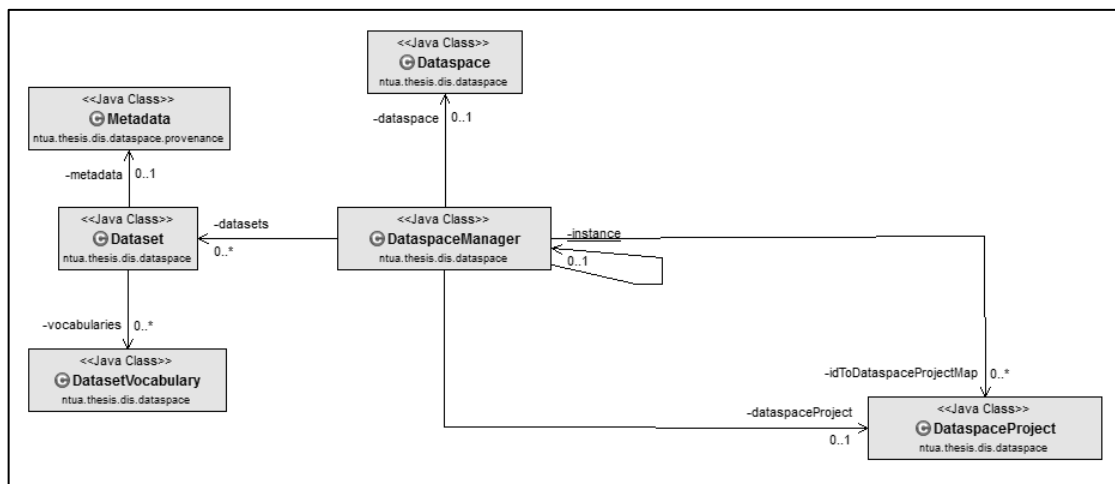 <<Java Class>>
Dataspace
ntua.thesis.dis.dataspace
<<Java Class>>
Metadata
ntua.thesis.dis.dataspace.provenance
-dataspace
0..1
-metadata
0..1
<<Java Class>>
Dataset
ntua.thesis.dis.dataspace
-datasets
0..*
<<Java Class>>
DataspaceManager
ntua.thesis.dis.dataspace
-instance
0..1
-vocabularies
0..*
<<Java Class>>
DatasetVocabulary
ntua.thesis.dis.dataspace
-idToDataspaceProjectMap
0..*
-dataspaceProject
0..1
<<Java Class>>
DataspaceProject
ntua.thesis.dis.dataspace